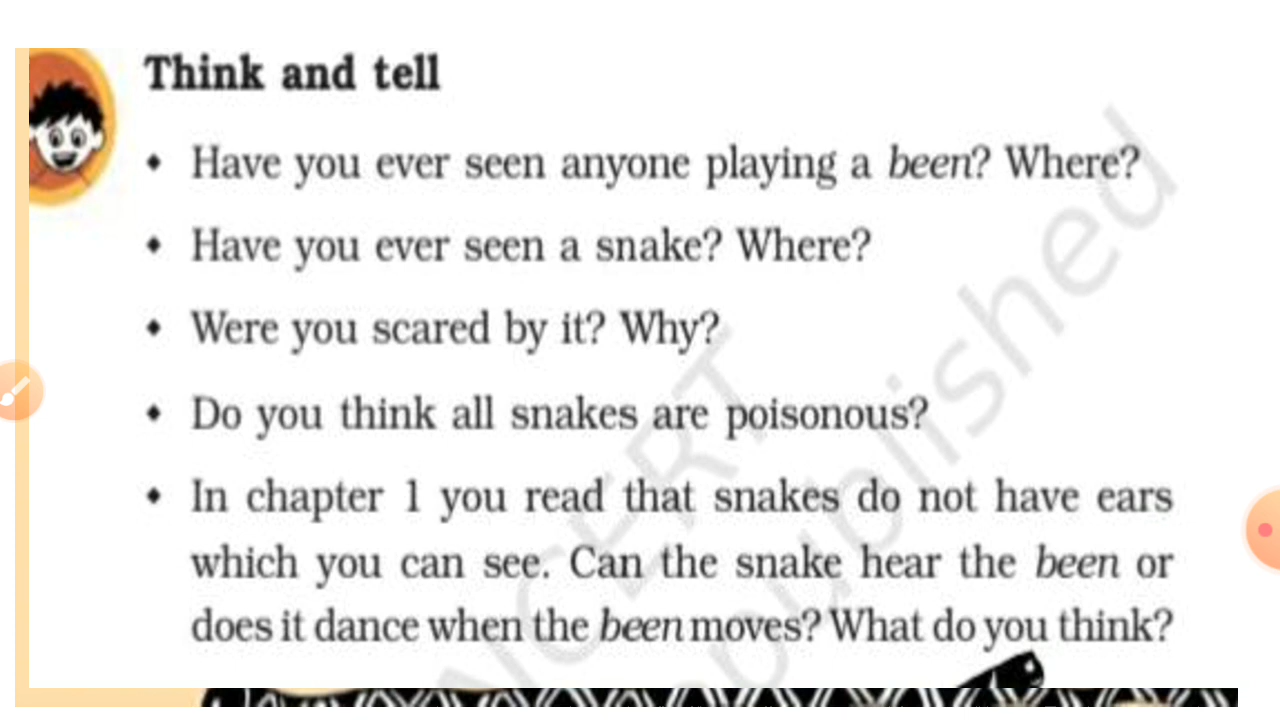 Think and tell
• Have you ever seen anyone playing a been? Where?
• Have you ever seen a snake? Where?
• Were you scared by it? Why?
• Do you think all snakes are poisonous?
• In chapter 1 you read that snakes do not have ears
which you can see. Can the snake hear the been or
does it dance when the been moves? What do you think?
NCERT
published